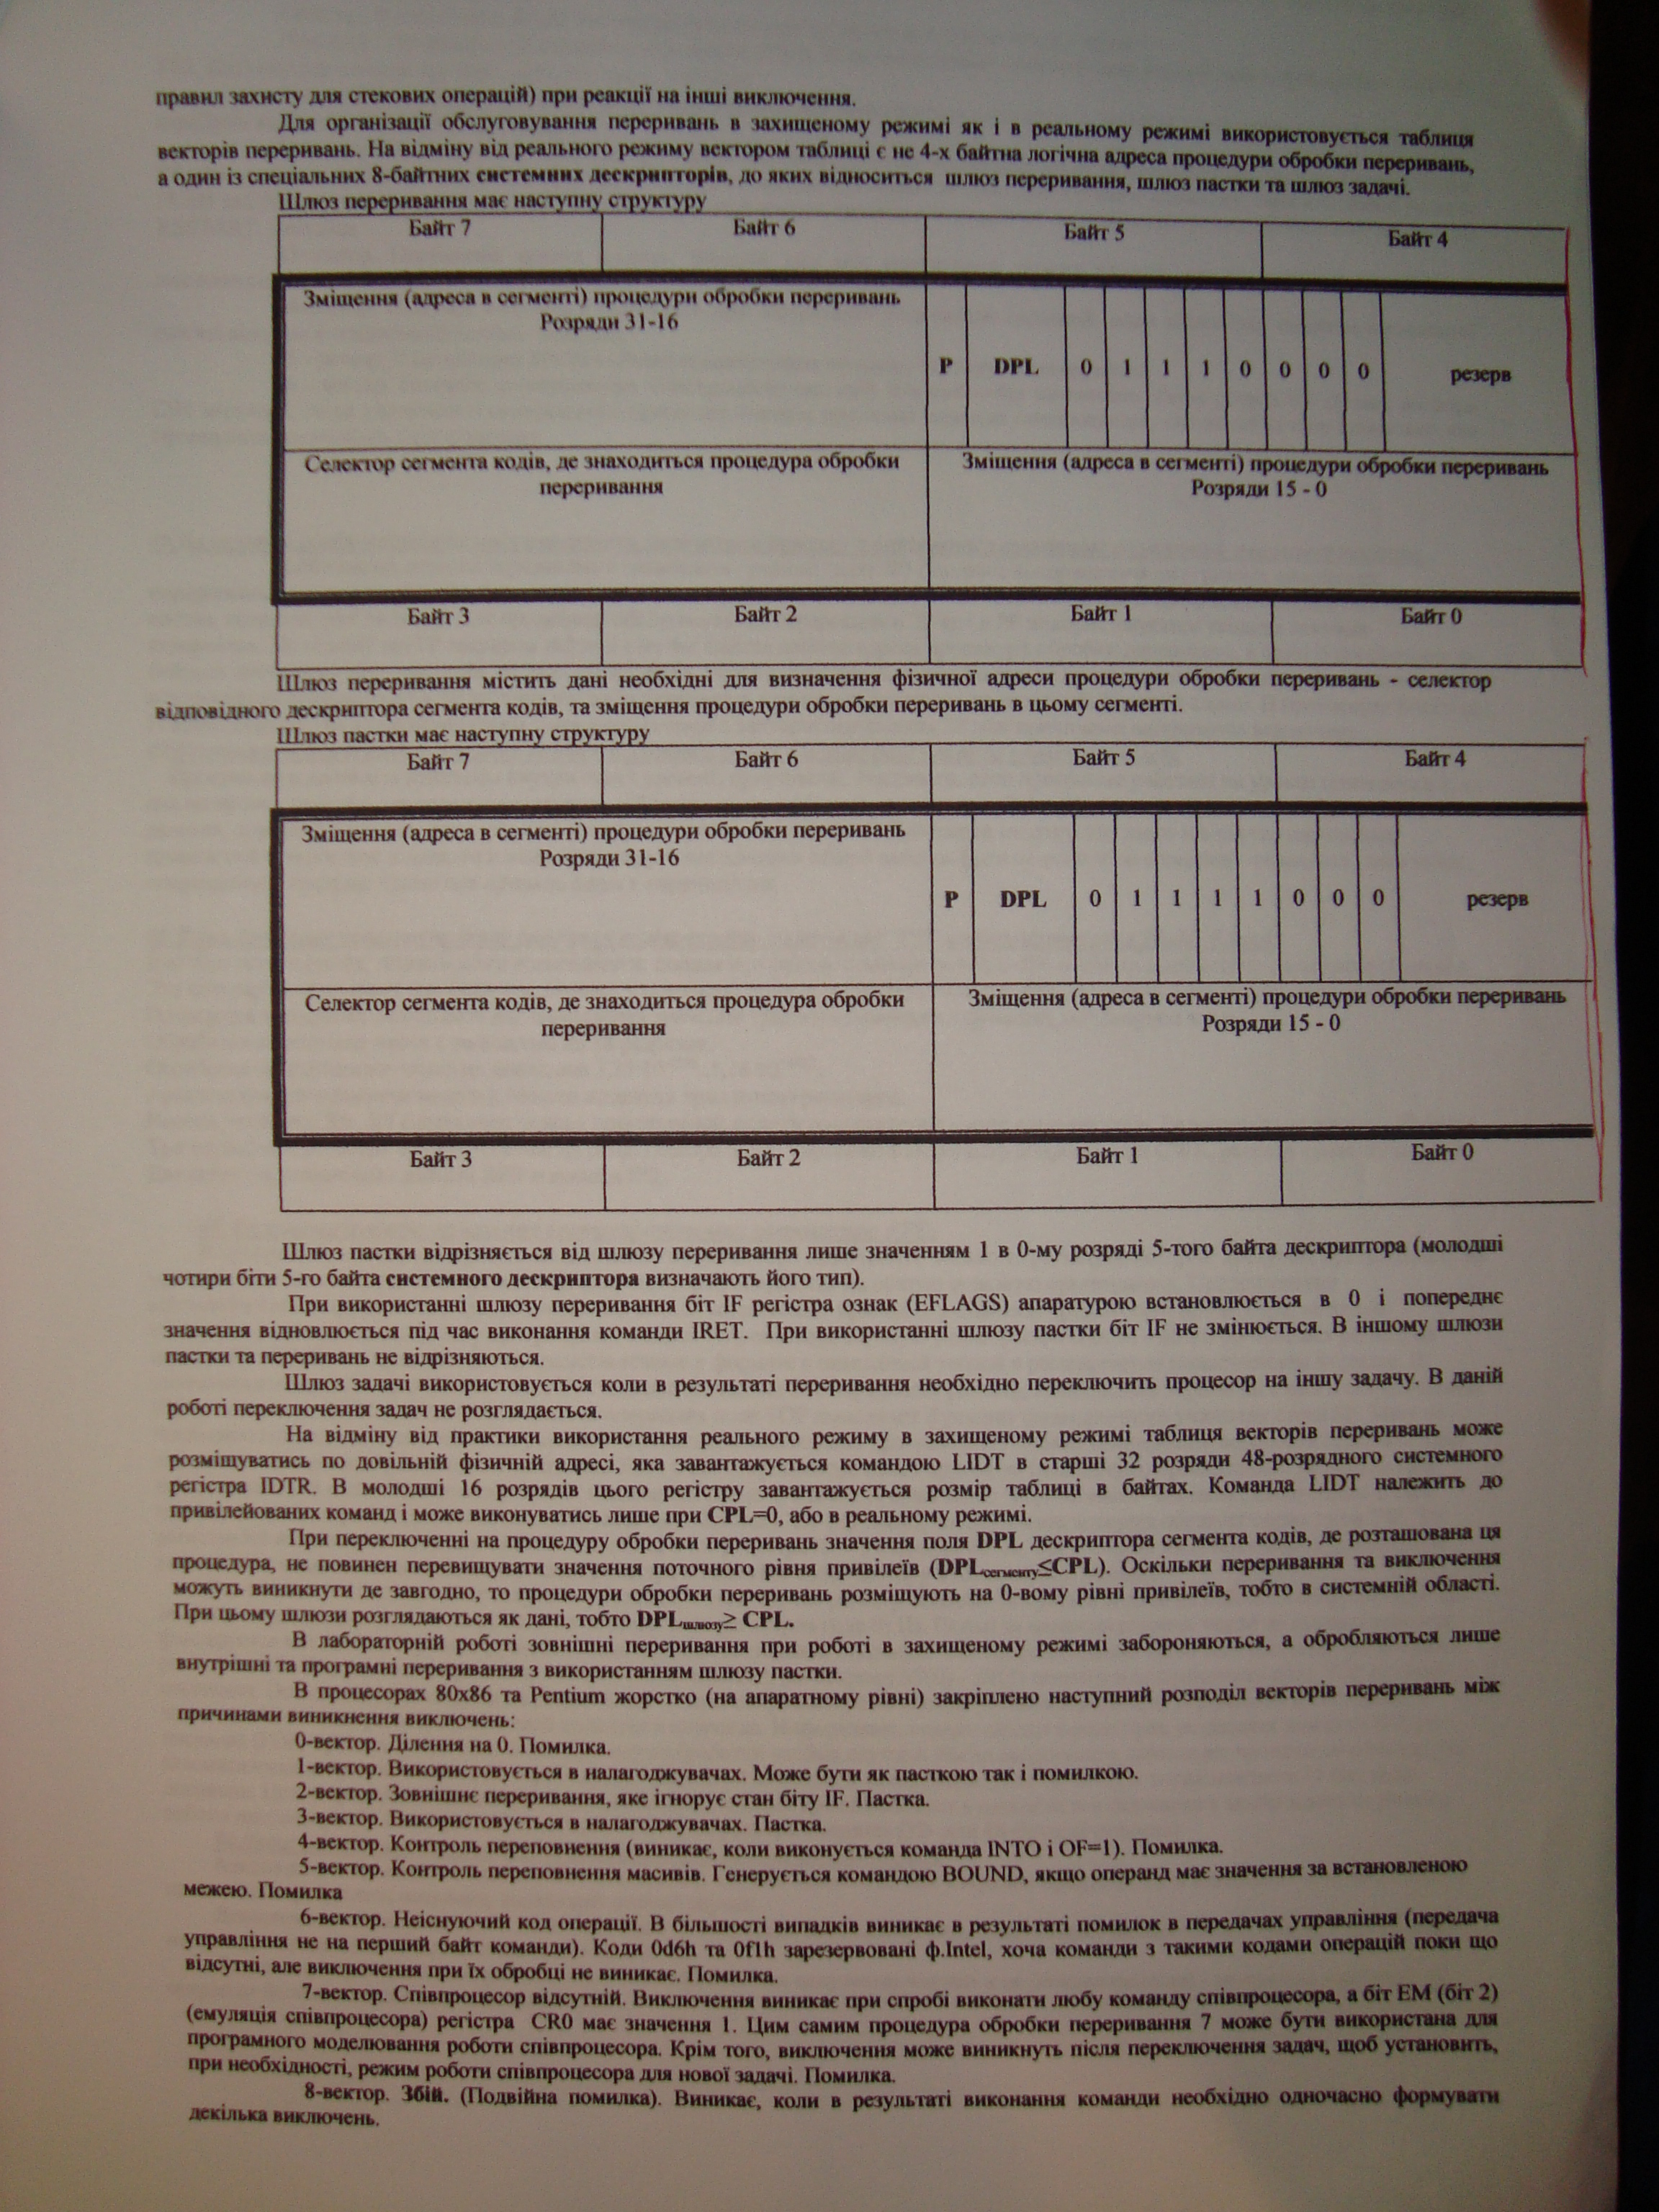 правил захисту для стекових операцій) при реакції на інші виключення.
Для організації обслуговування переривань в захищеному режимі як і в реальному режимі використовується таблиця
векторів переривань. На відміну від реального режиму вектором таблиці є не 4-х байтна логічна адреса процедури обробки переривань,
а один із спеціальних 8-байтних системних дескрипторів, до яких відноситься шлюз переривання, шлюз пастки та шлюз задачі.
Шлюз переривання має наступну структуру
Байт 7 Байт 6 Байт 5 Байт 4
Зміщення (адреса в сегменті) процедури обробки переривань
Розряди 31-16
P DPL 0 1 1 1 0 0 0 0 резерв
Селектор сегмента кодів, де знаходиться процедура обробки
переривання
Зміщення (адреса в сегменті) процедури обробки переривань
Розряди 15 - 0
Байт 3 Байт 2 Байт 1 Байт 0
Шлюз переривання містить дані необхідні для визначення фізичної адреси процедури обробки переривань - селектор
відповідного дескриптора сегмента кодів, та зміщення процедури обробки переривань в цьому сегменті.
Шлюз пастки має наступну структуру
Байт 7 Байт 6 Байт 5 Байт 4
Зміщення (адреса в сегменті) процедури обробки переривань
Розряди 31-16
P DPL 0 1 1 1 1 0 0 0 резерв
Селектор сегмента кодів, де знаходиться процедура обробки
переривання
Зміщення (адреса в сегменті) процедури обробки переривань
Розряди 15 - 0
Байт 3 Байт 2 Байт 1 Байт 0
Шлюз пастки відрізняється від шлюзу переривання лише значенням 1 в 0-му розряді 5-того байта дескриптора (молодші
чотири біти 5-го байта системного дескриптора визначають його тип).
При використанні шлюзу переривання біт IF регістра ознак (EFLAGS) апаратурою встановлюється в 0 і попереднє
значення відновлюється під час виконання команди IRET. При використанні шлюзу пастки біт IF не змінюється. В іншому шлюзи
пастки та переривань не відрізняються.
Шлюз задачі використовується коли в результаті переривання необхідно переключить процесор на іншу задачу. В даній
роботі переключення задач не розглядається.
На відміну від практики використання реального режиму в захищеному режимі таблиця векторів переривань може
розміщуватись по довільній фізичній адресі, яка завантажується командою LIDT в старші 32 розряди 48-розрядного системного
регістра IDTR. В молодші 16 розрядів цього регістру завантажується розмір таблиці в байтах. Команда LIDT належить до
привілейованих команд і може виконуватись лише при CPL=0, або в реальному режимі.
При переключенні на процедуру обробки переривань значення поля DPL дескриптора сегмента кодів, де розташована ця
процедура, не повинен перевищувати значення поточного рівня привілеїв (DPLсегменту≤CPL). Оскільки переривання та виключення
можуть виникнути де завгодно, то процедури обробки переривань розміщують на 0-вому рівні привілеїв, тобто в системній області.
При цьому шлюзи розглядаються як дані, тобто DPLшлюзу≥ CPL.
В лабораторній роботі зовнішні переривання при роботі в захищеному режимі забороняються, а обробляються лише
внутрішні та програмні переривання з використанням шлюзу пастки.
В процесорах 80x86 та Pentium жорстко (на апаратному рівні) закріплено наступний розподіл векторів переривань між
причинами виникнення виключень:
0-вектор. Ділення на 0. Помилка.
1-вектор. Використовується в налагоджувачах. Може бути як пасткою так і помилкою.
2-вектор. Зовнішнє переривання, яке ігнорує стан біту IF. Пастка.
3-вектор. Використовується в налагоджувачах. Пастка.
4-вектор. Контроль переповнення (виникає, коли виконується команда INTO і OF=1). Помилка.
5-вектор. Контроль переповнення масивів. Генерується командою BOUND, якщо операнд має значення за встановленою
межею. Помилка
6-вектор. Неіснуючий код операції. В більшості випадків виникає в результаті помилок в передачах управління (передача
управління не на перший байт команди). Коди 0d6h та 0f1h зарезервовані ф.Intel, хоча команди з такими кодами операцій поки що
відсутні, але виключення при їх обробці не виникає. Помилка.
7-вектор. Співпроцесор відсутній. Виключення виникає при спробі виконати любу команду співпроцесора, а біт EM (біт 2)
(емуляція співпроцесора) регістра CR0 має значення 1. Цим самим процедура обробки переривання 7 може бути використана для
програмного моделювання роботи співпроцесора. Крім того, виключення може виникнуть після переключення задач, щоб установить,
при необхідності, режим роботи співпроцесора для нової задачі. Помилка.
8-вектор. Збій. (Подвійна помилка). Виникає, коли в результаті виконання команди необхідно одночасно формувати
декілька виключень.